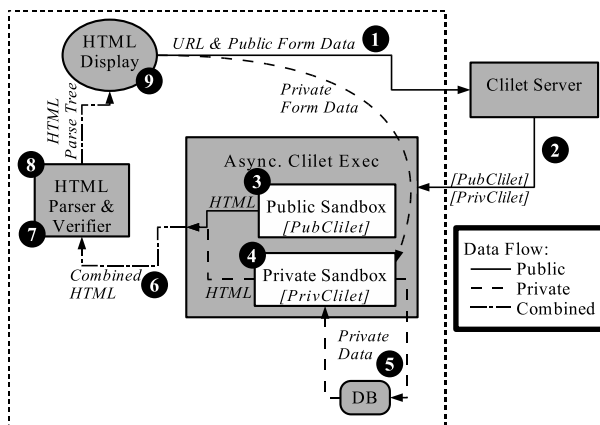 HTML
Display
9
URL & Public Form Data
1
Private
Form Data
Clilet Server
2
[PubClilet]
[PrivClilet]
HTML
Parse Tree
8
HTML
Parser &
Verifier
7
Async. Clilet Exec
3
HTML
Public Sandbox
[PubClilet]
4
HTML
Private Sandbox
[PrivClilet]
Combined
HTML
6
Private
Data
5
DB
Data Flow:
Public
Private
Combined